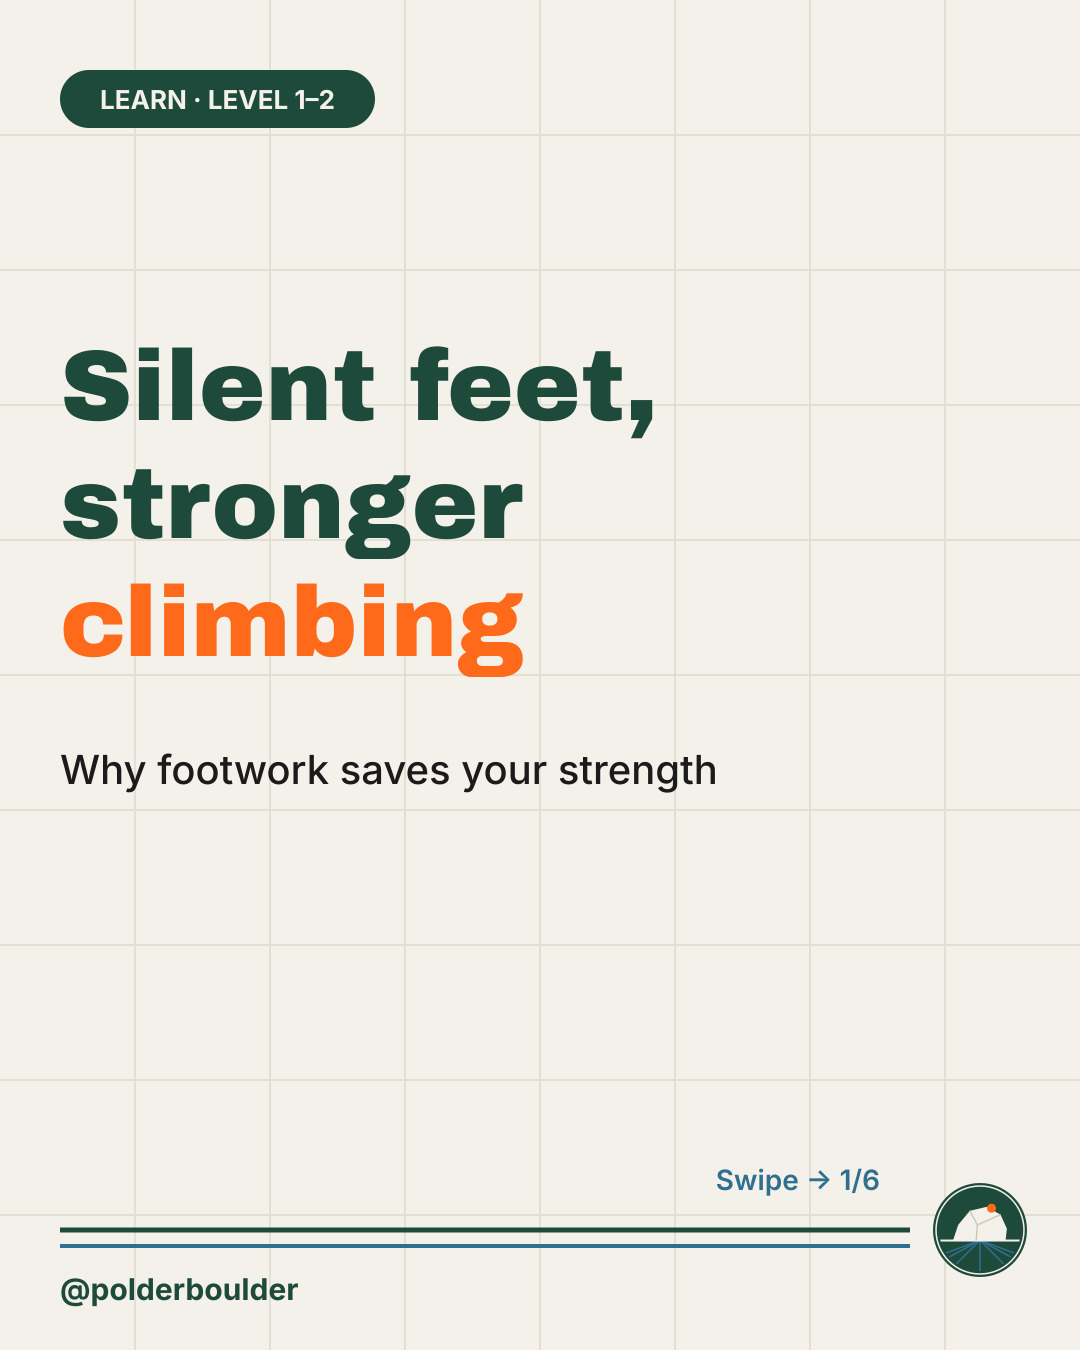 LEARN · LEVEL 1–2
Silent feet,
stronger
climbing
Why footwork saves your strength
Swipe → 1/6
@polderboulder